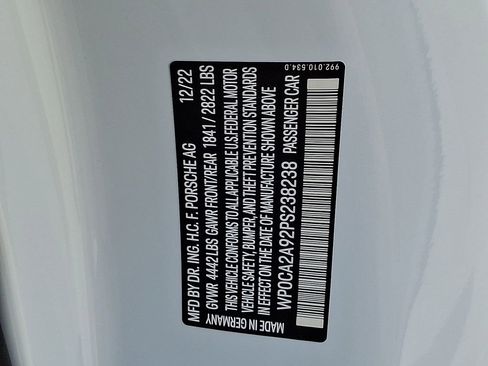 MFD BY DR. ING. H.C. F. PORSCHE AG 12/22
GVWR 4442 LBS GAWR FRONT/REAR 1841 / 2822 LBS
THIS VEHICLE CONFORMS TO ALL APPLICABLE U.S. FEDERAL MOTOR
VEHICLE SAFETY, BUMPER, AND THEFT PREVENTION STANDARDS
IN EFFECT ON THE DATE OF MANUFACTURE SHOWN ABOVE
WP0CA2A92PS238238 PASSENGER CAR
MADE IN GERMANY
992.010.534.D